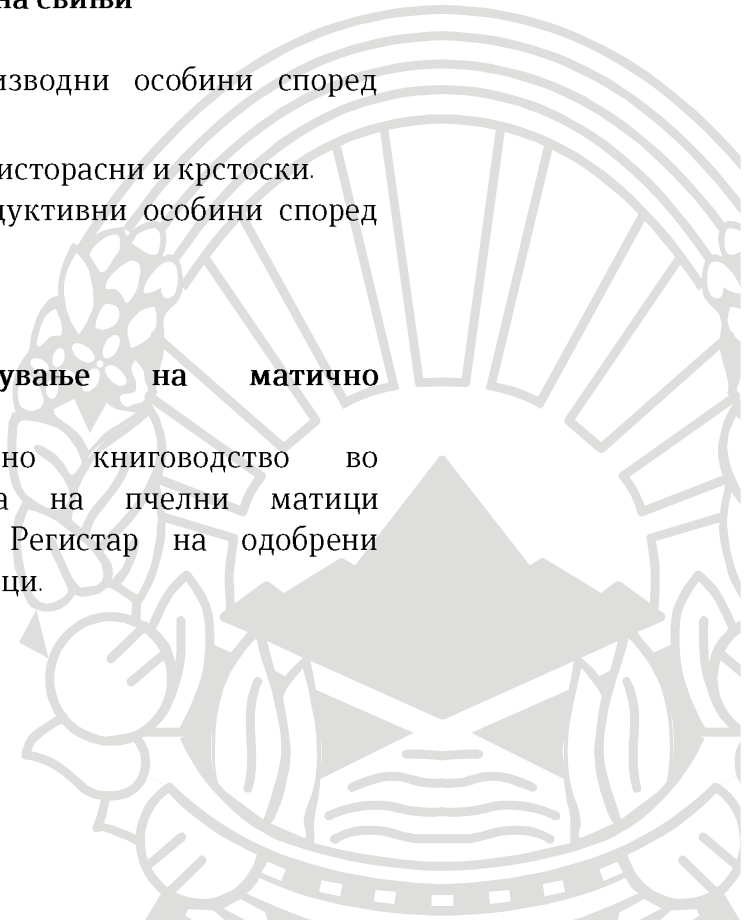 на свињи
изводни особини според
исторасни и крстоски.
дуктивни особини според
ување на матично
но книговодство во
а на пчелни матици
Регистар на одобрени
ци.